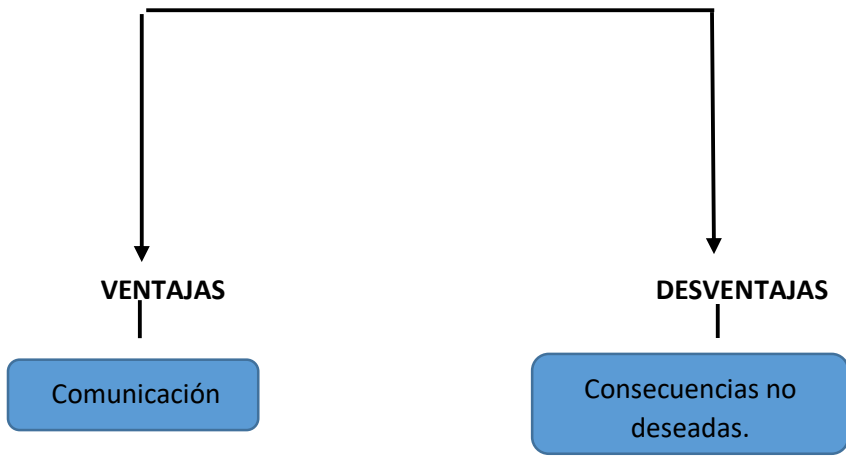 VENTAJAS
DESVENTAJAS
Comunicación
Consecuencias no
deseadas.